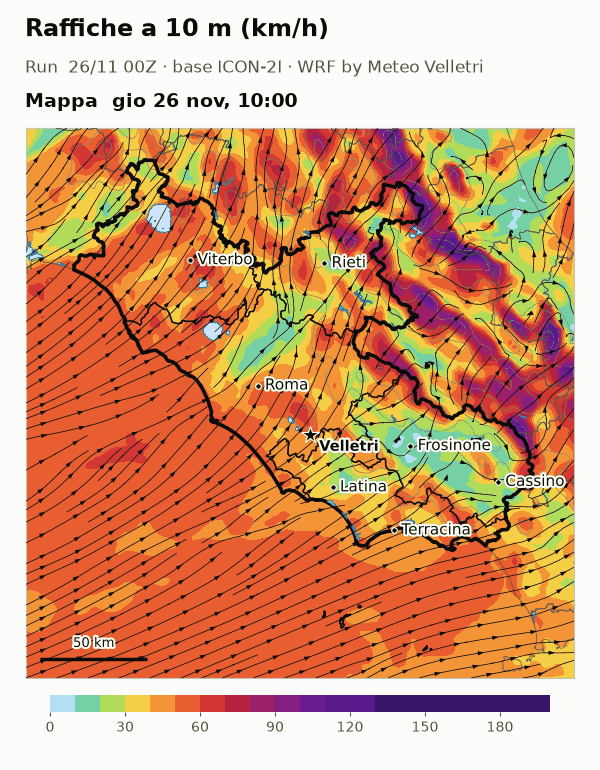 Raffiche a 10 m (km/h)
Run  26/11 00Z · base ICON-2I · WRF by Meteo Velletri
Mappa  gio 26 nov, 10:00
Viterbo
Rieti
Roma
Velletri
Frosinone
Latina
Cassino
Terracina
50 km
0 30 60 90 120 150 180